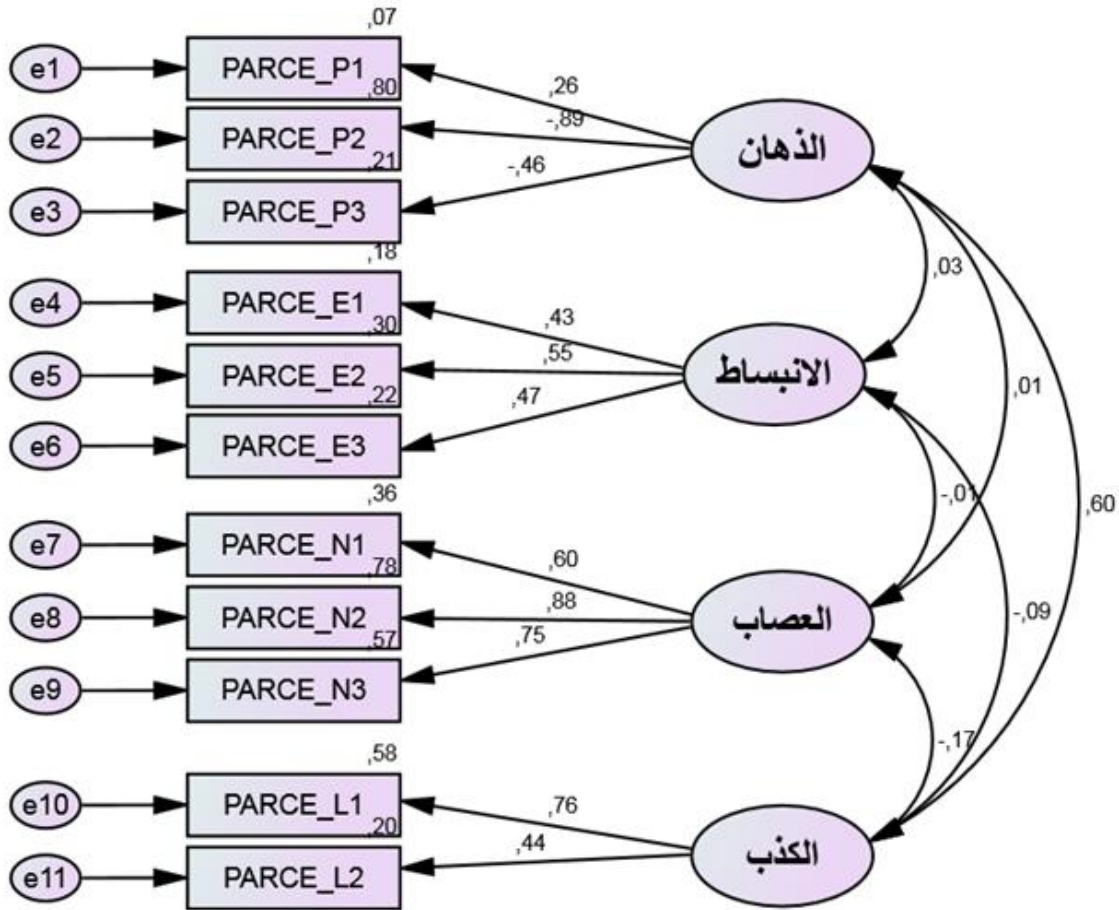 ,07
e1
PARCE_P1
,80
,26
e2
PARCE_P2
-,89
,21
الذهان
e3
PARCE_P3
-,46
,18
,03
e4
PARCE_E1
,30
,43
e5
PARCE_E2
,55
,22
الانبساط
,01
e6
PARCE_E3
,47
,36
-,01
,60
e7
PARCE_N1
,78
,60
e8
PARCE_N2
,88
,57
العصاب
-,09
e9
PARCE_N3
,75
,58
-,17
e10
PARCE_L1
,20
,76
الكذب
e11
PARCE_L2
,44